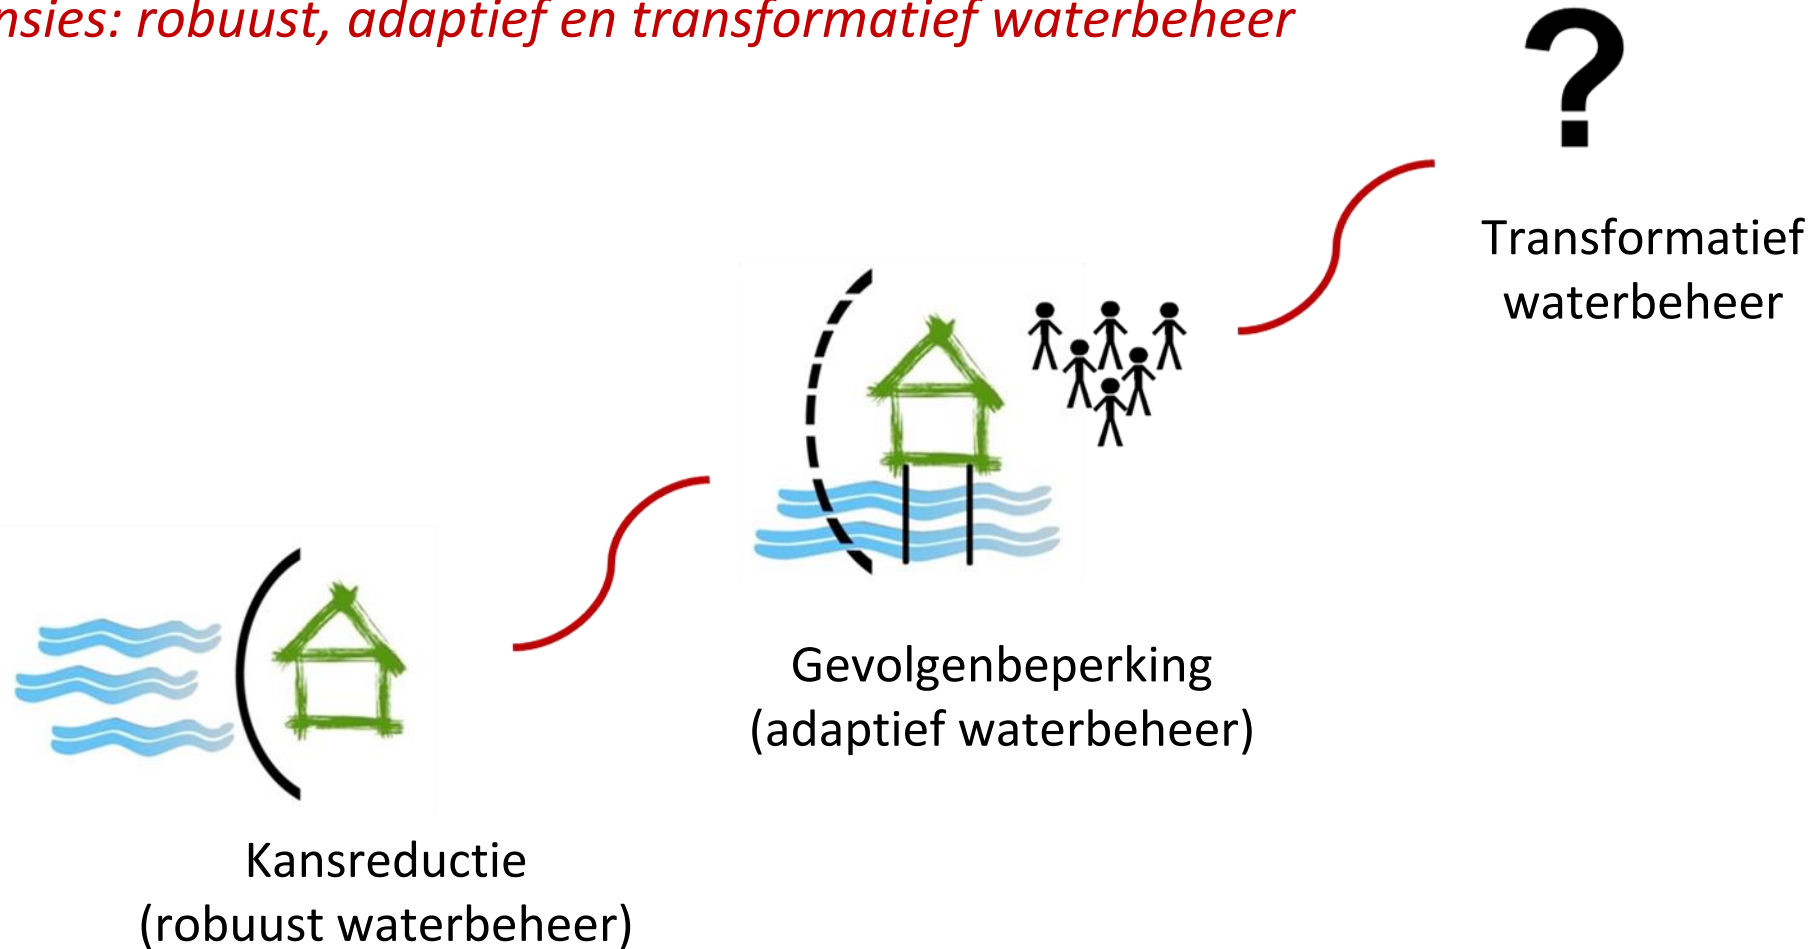 nsies: robuust, adaptief en transformatief waterbeheer
?
Transformatief
waterbeheer
Gevolgenbeperking
(adaptief waterbeheer)
Kansreductie
(robuust waterbeheer)